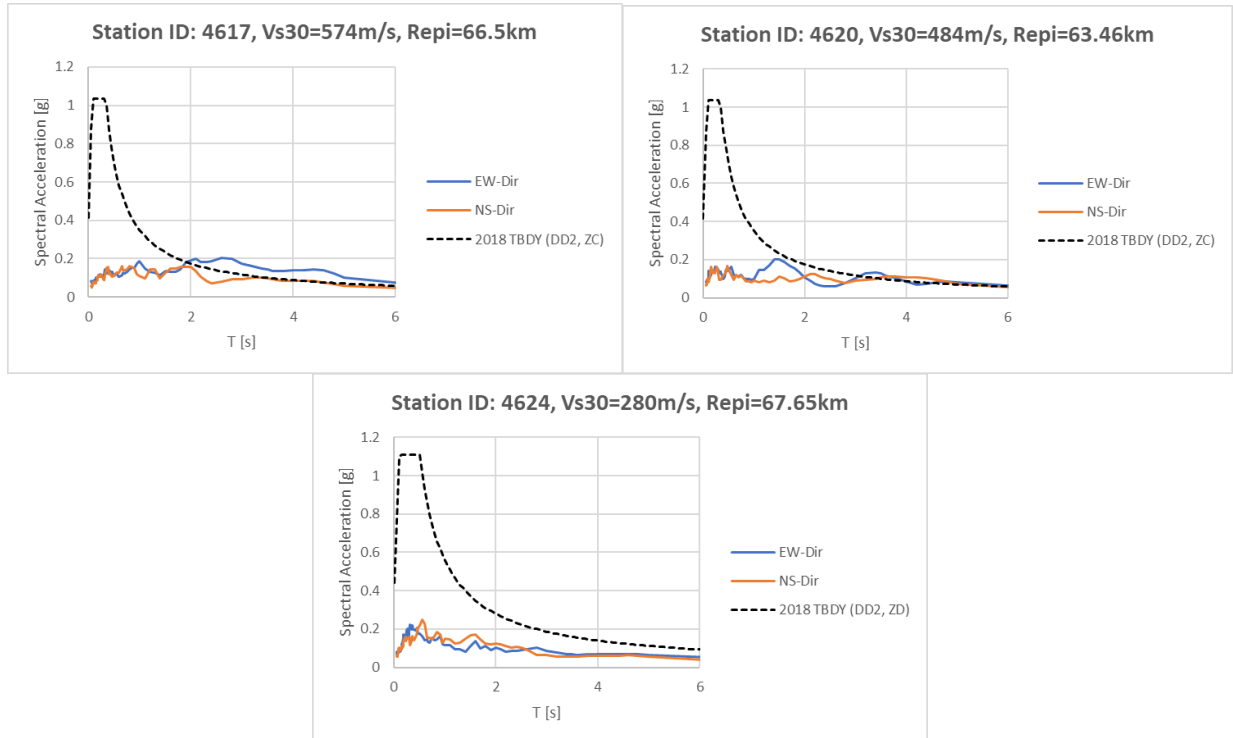 Station ID: 4617, Vs30=574m/s, Repi=66.5km
Spectral Acceleration [g]
1.2
1
0.8
0.6
0.4
0.2
0
0
2
4
6
T [s]
EW-Dir
NS-Dir
2018 TBDY (DD2, ZC)
Station ID: 4620, Vs30=484m/s, Repi=63.46km
Spectral Acceleration [g]
1.2
1
0.8
0.6
0.4
0.2
0
0
2
4
6
T [s]
EW-Dir
NS-Dir
2018 TBDY (DD2, ZC)
Station ID: 4624, Vs30=280m/s, Repi=67.65km
Spectral Acceleration [g]
1.2
1
0.8
0.6
0.4
0.2
0
0
2
4
6
T [s]
EW-Dir
NS-Dir
2018 TBDY (DD2, ZD)